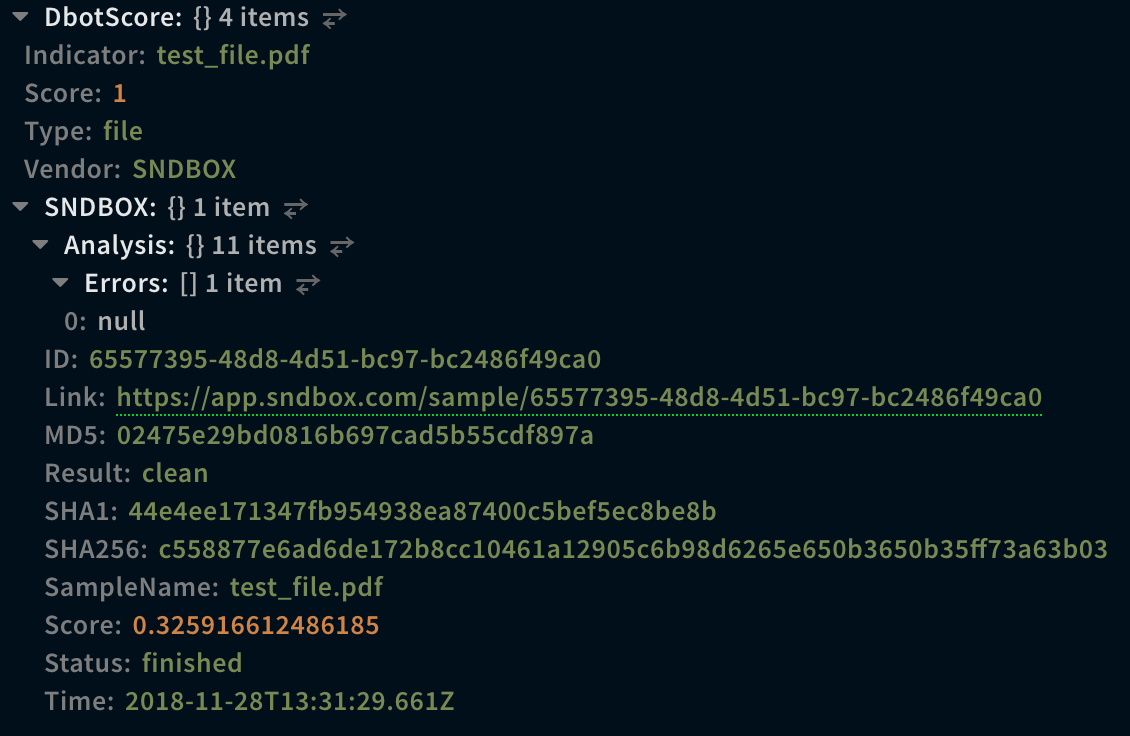 DbotScore: {} 4 items
Indicator: test_file.pdf
Score: 1
Type: file
Vendor: SNDBOX
SNDBOX: {} 1 item
Analysis: {} 11 items
Errors: [] 1 item
0: null
ID: 65577395-48d8-4d51-bc97-bc2486f49ca0
Link: https://app.sndbox.com/sample/65577395-48d8-4d51-bc97-bc2486f49ca0
MD5: 02475e29bd0816b697cad5b55cdf897a
Result: clean
SHA1: 44e4ee171347fb954938ea87400c5bef5ec8be8b
SHA256: c558877e6ad6de172b8cc10461a12905c6b98d6265e650b3650b35ff73a63b03
SampleName: test_file.pdf
Score: 0.325916612486185
Status: finished
Time: 2018-11-28T13:31:29.661Z